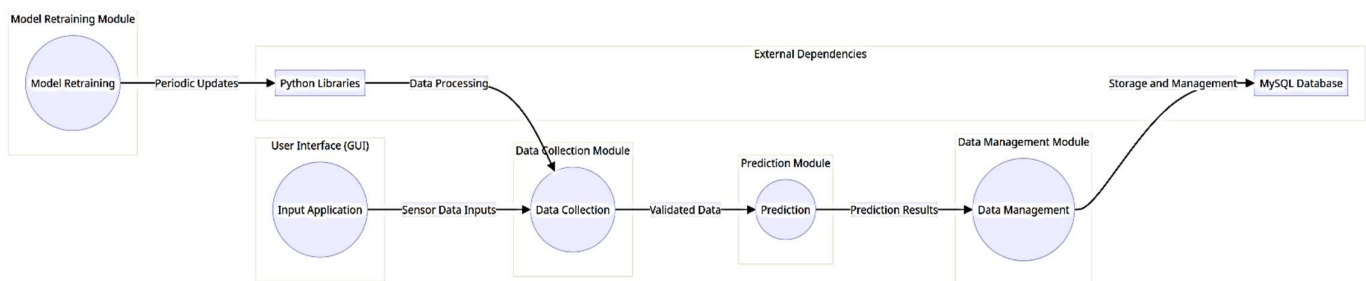 Model Retraining Module
Model Retraining
Periodic Updates
External Dependencies
Python Libraries
Data Processing
Storage and Management
MySQL Database
User Interface (GUI)
Input Application
Sensor Data Inputs
Data Collection Module
Data Collection
Validated Data
Prediction Module
Prediction
Prediction Results
Data Management Module
Data Management